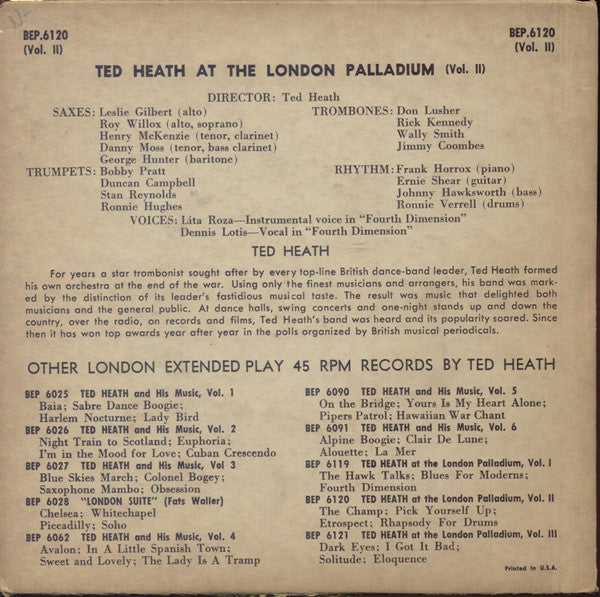 BEP.6120
(Vol. II)
BEP.6120
(Vol. II)
TED HEATH AT THE LONDON PALLADIUM (Vol. II)
DIRECTOR: Ted Heath
SAXES: Leslie Gilbert (alto)
Roy Willox (alto, soprano)
Henry McKenzie (tenor, clarinet)
Danny Moss (tenor, bass clarinet)
George Hunter (baritone)
TRUMPETS: Bobby Pratt
Duncan Campbell
Stan Reynolds
Ronnie Hughes
TROMBONES: Don Lusher
Rick Kennedy
Wally Smith
Jimmy Coombes
RHYTHM: Frank Horrox (piano)
Ernie Shear (guitar)
Johnny Hawksworth (bass)
Ronnie Verrell (drums)
VOICES: Lita Roza—Instrumental voice in "Fourth Dimension"
Dennis Lotis—Vocal in "Fourth Dimension"
TED HEATH
For years a star trombonist sought after by every top-line British dance-band leader, Ted Heath formed
his own orchestra at the end of the war. Using only the finest musicians and arrangers, his band was mark-
ed by the distinction of its leader's fastidious musical taste. The result was music that delighted both
musicians and the general public. At dance halls, swing concerts and one-night stands up and down the
country, over the radio, on records and films, Ted Heath's band was heard and its popularity soared. Since
then it has won top awards year after year in the polls organized by British musical periodicals.
OTHER LONDON EXTENDED PLAY 45 RPM RECORDS BY TED HEATH
BEP 6025 TED HEATH and His Music, Vol. 1
Baia; Sabre Dance Boogie;
Harlem Nocturne; Lady Bird
BEP 6026 TED HEATH and His Music, Vol. 2
Night Train to Scotland; Euphoria;
I'm in the Mood for Love; Cuban Crescendo
BEP 6027 TED HEATH and His Music, Vol 3
Blue Skies March; Colonel Bogey;
Saxophone Mambo; Obsession
BEP 6028 "LONDON SUITE" (Fats Waller)
Chelsea; Whitechapel
Piccadilly; Soho
BEP 6062 TED HEATH and His Music, Vol. 4
Avalon; In A Little Spanish Town;
Sweet and Lovely; The Lady Is A Tramp
BEP 6090 TED HEATH and His Music, Vol. 5
On the Bridge; Yours Is My Heart Alone;
Pipers Patrol; Hawaiian War Chant
BEP 6091 TED HEATH and His Music, Vol. 6
Alpine Boogie; Clair De Lune;
Alouette; La Mer
BEP 6119 TED HEATH at the London Palladium, Vol. I
The Hawk Talks; Blues For Moderns;
Fourth Dimension
BEP 6120 TED HEATH at the London Palladium, Vol. II
The Champ; Pick Yourself Up;
Etrospect; Rhapsody For Drums
BEP 6121 TED HEATH at the London Palladium, Vol. III
Dark Eyes; I Got It Bad;
Solitude; Eloquence
Printed in U.S.A.